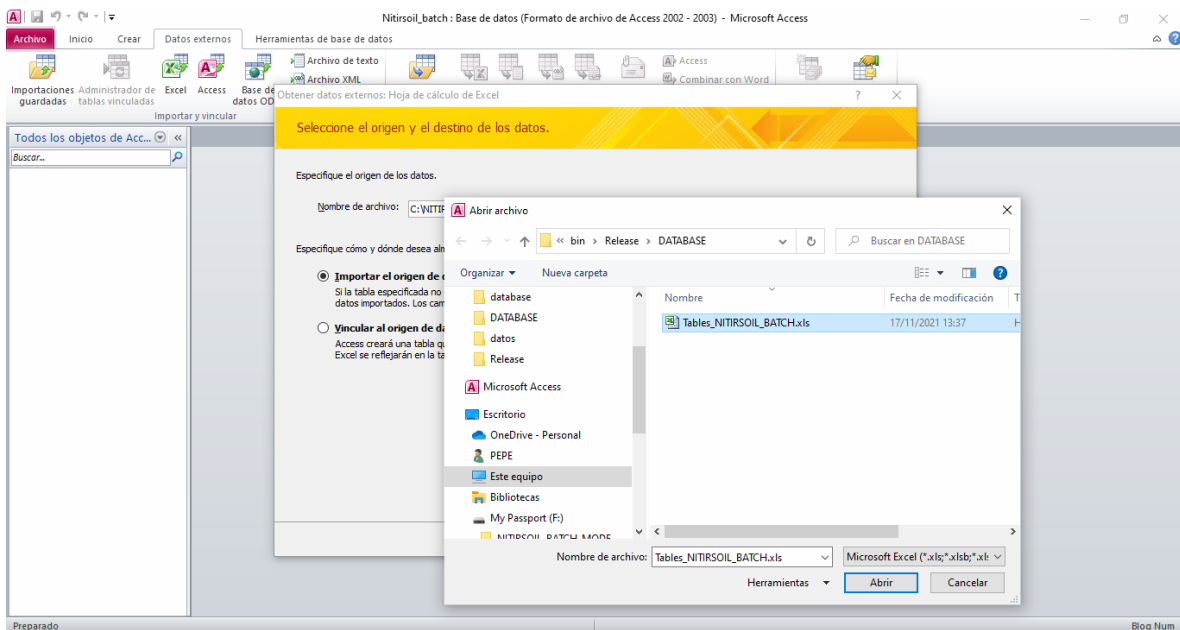 Nitirsoil_batch : Base de datos (Formato de archivo de Access 2002 - 2003) - Microsoft Access
Archivo Inicio Crear Datos externos Herramientas de base de datos
Importaciones guardadas
Administrador de tablas vinculadas
Excel
Access
Base de
datos OD
Archivo de texto
Archivo XML
Access
Combinar con Word
Importar y vincular
Todos los objetos de Acc...
Buscar...
Obtener datos externos: Hoja de cálculo de Excel
Seleccione el origen y el destino de los datos.
Especifique el origen de los datos.
Nombre de archivo: C:\NITIF
Especifique cómo y dónde desea alm
Importar el origen de d
Si la tabla especificada no
datos importados. Los cam
Vincular al origen de da
Access creará una tabla qu
Excel se reflejarán en la ta
Abrir archivo
« bin › Release › DATABASE
Buscar en DATABASE
Organizar Nueva carpeta
database
DATABASE
datos
Release
Microsoft Access
Escritorio
OneDrive - Personal
PEPE
Este equipo
Bibliotecas
My Passport (F:)
NITIRSOIL_BATCH_MODE
Nombre Fecha de modificación T
Tables_NITIRSOIL_BATCH.xls 17/11/2021 13:37 H
Nombre de archivo: Tables_NITIRSOIL_BATCH.xls Microsoft Excel (*.xls;*.xlsb;*.xls
Herramientas Abrir Cancelar
Preparado Bloq Num